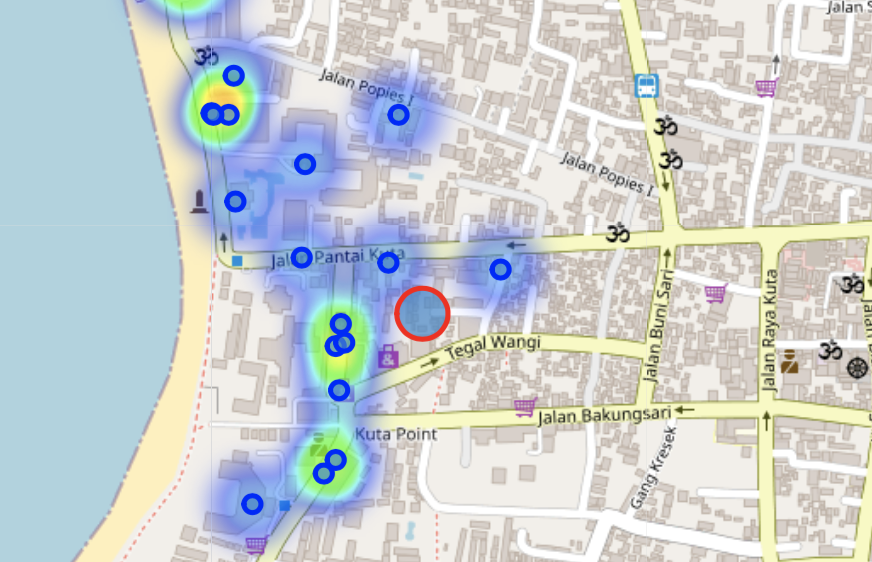 Jalan S
Jalan Popies I
Jalan Popies I
ॐ
ॐ
ॐ
ॐ
Jalan Pantai Kuta
Jalan Buni Sari
Jalan Raya Kuta
ॐ
Tegal Wangi
ॐ
Jalan Bakungsari
Kuta Point
Gang Kresek